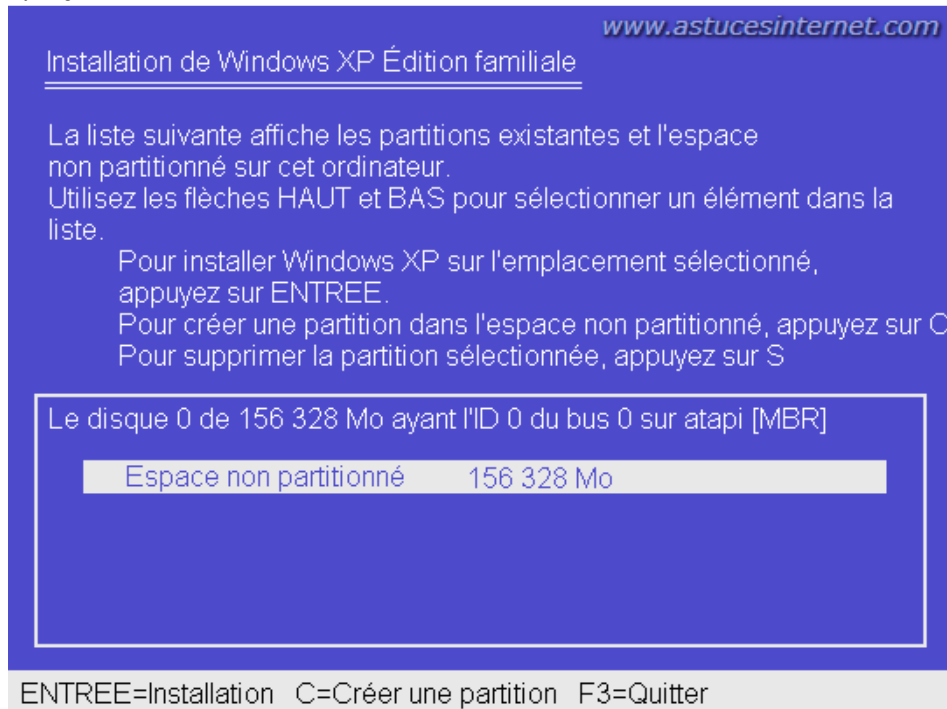 www.astucesinternet.com
Installation de Windows XP Édition familiale
La liste suivante affiche les partitions existantes et l'espace
non partitionné sur cet ordinateur.
Utilisez les flèches HAUT et BAS pour sélectionner un élément dans la
liste.
Pour installer Windows XP sur l'emplacement sélectionné,
appuyez sur ENTREE.
Pour créer une partition dans l'espace non partitionné, appuyez sur C
Pour supprimer la partition sélectionnée, appuyez sur S
Le disque 0 de 156 328 Mo ayant l'ID 0 du bus 0 sur atapi [MBR]
Espace non partitionné 156 328 Mo
ENTREE=Installation C=Créer une partition F3=Quitter